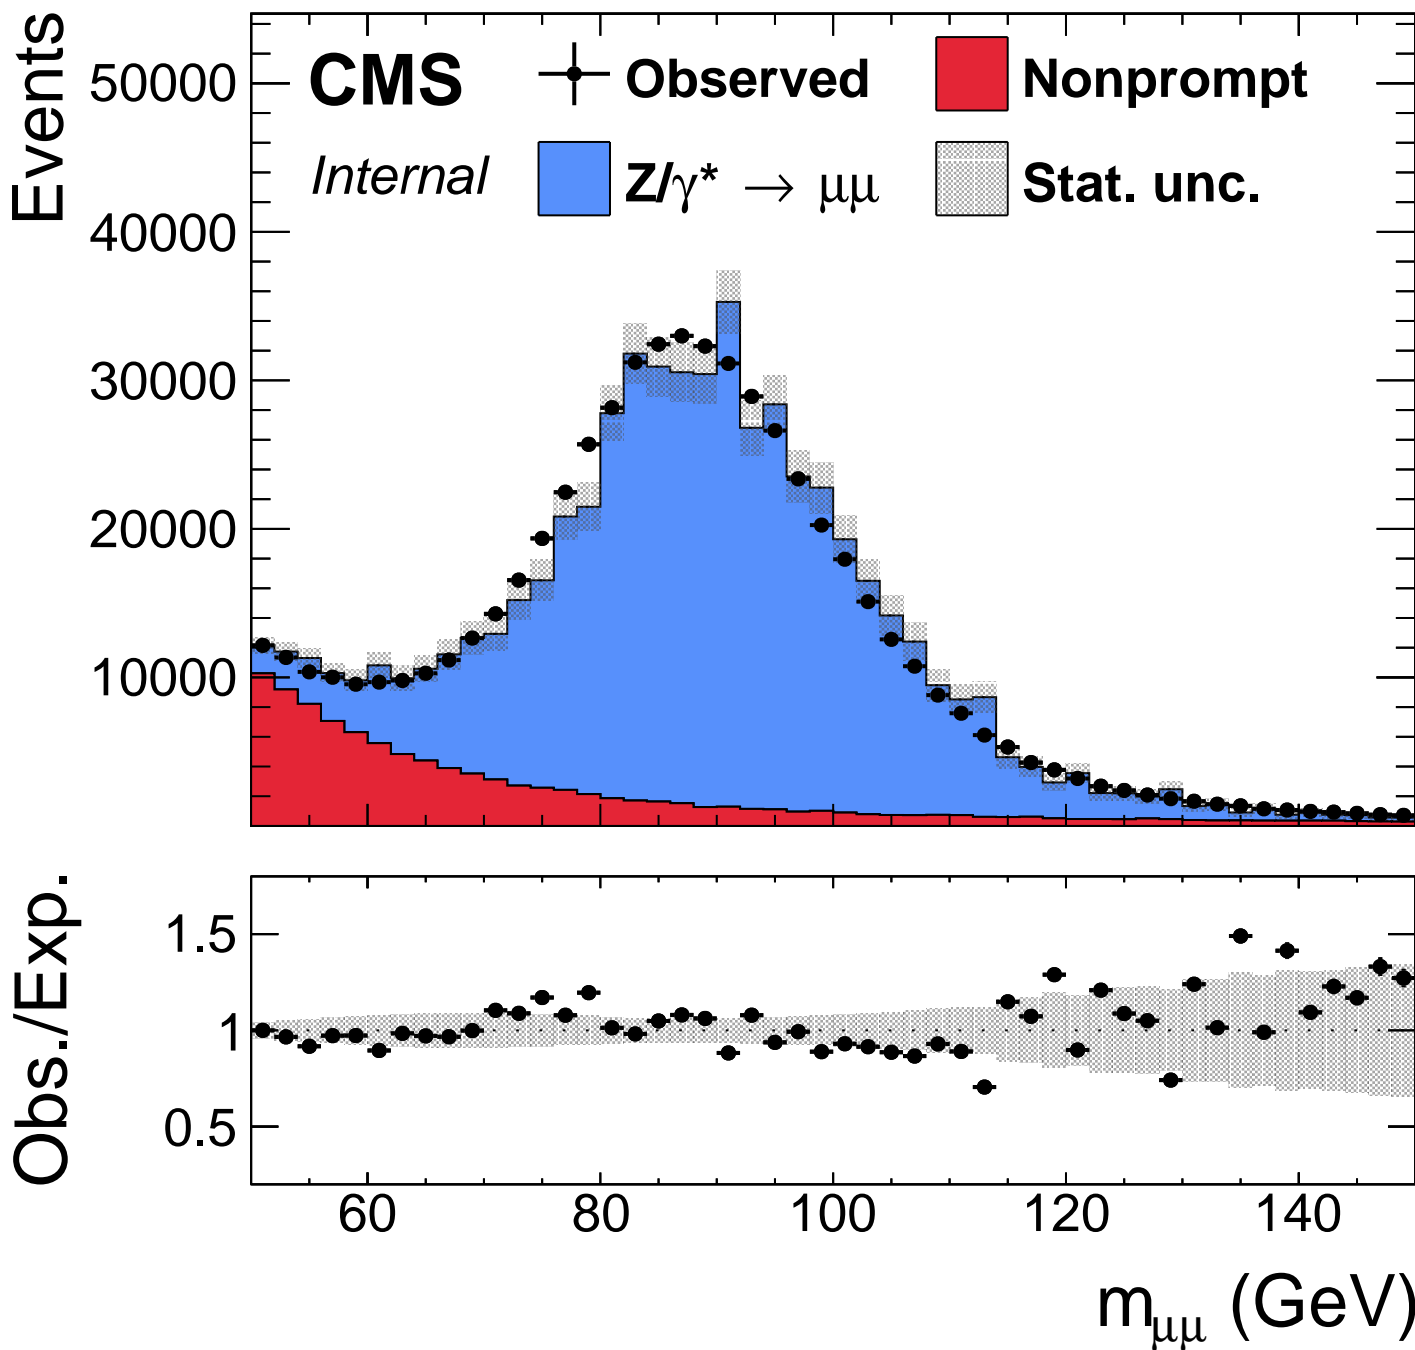 Events
CMS
Internal
Observed
Nonprompt
Z/γ* → μμ
Stat. unc.
50000
40000
30000
20000
10000
Obs./Exp.
1.5
1
0.5
60 80 100 120 140
m_μμ (GeV)